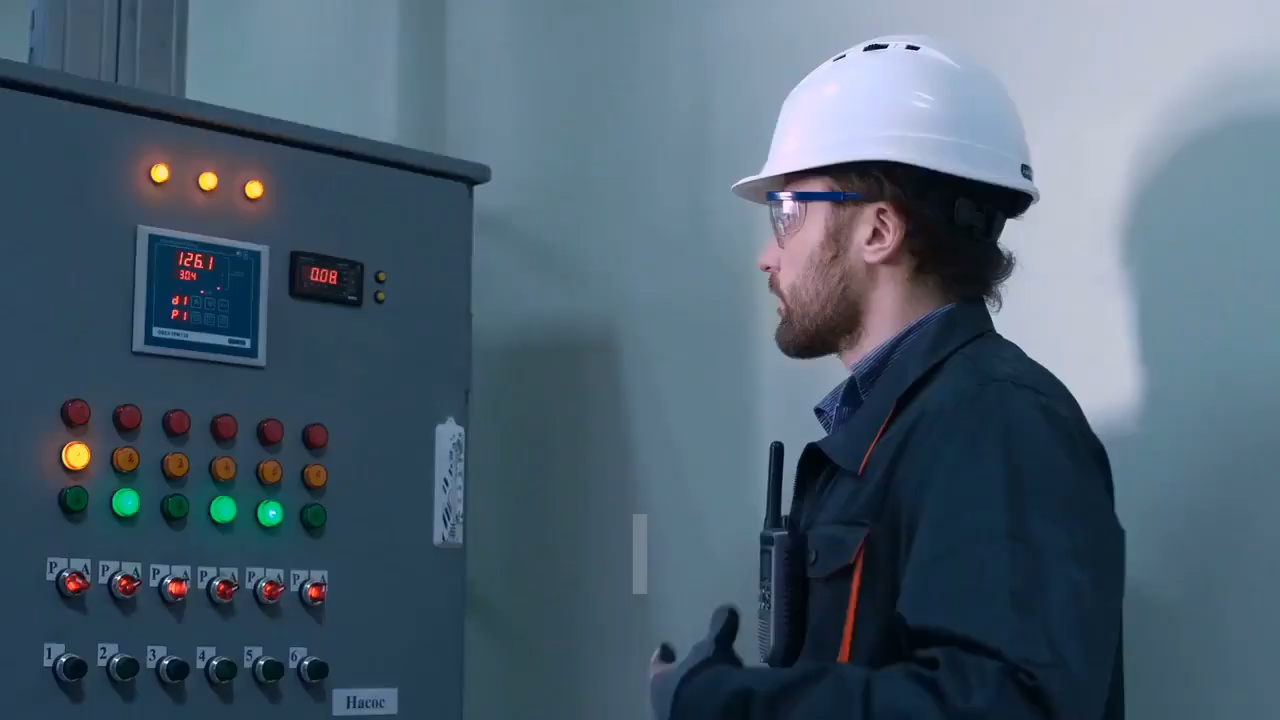 126.1
30.4
0.08
d1
P1
Р А Р А Р А Р А Р А Р А
1 2 3 4 5 6
Насос